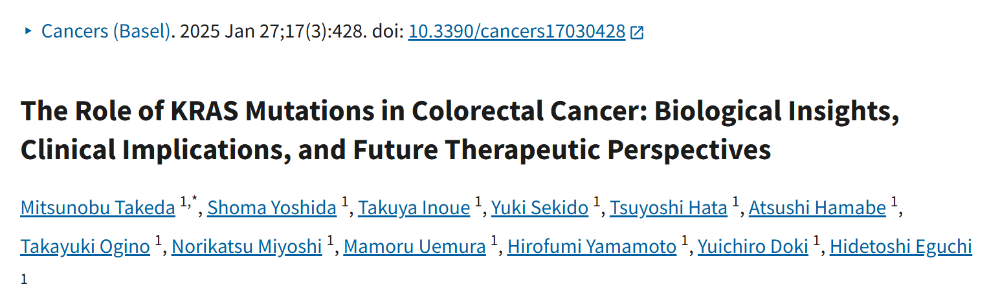 ▸ Cancers (Basel). 2025 Jan 27;17(3):428. doi: 10.3390/cancers17030428
The Role of KRAS Mutations in Colorectal Cancer: Biological Insights,
Clinical Implications, and Future Therapeutic Perspectives
Mitsunobu Takeda 1,*, Shoma Yoshida 1, Takuya Inoue 1, Yuki Sekido 1, Tsuyoshi Hata 1, Atsushi Hamabe 1,
Takayuki Ogino 1, Norikatsu Miyoshi 1, Mamoru Uemura 1, Hirofumi Yamamoto 1, Yuichiro Doki 1, Hidetoshi Eguchi
1